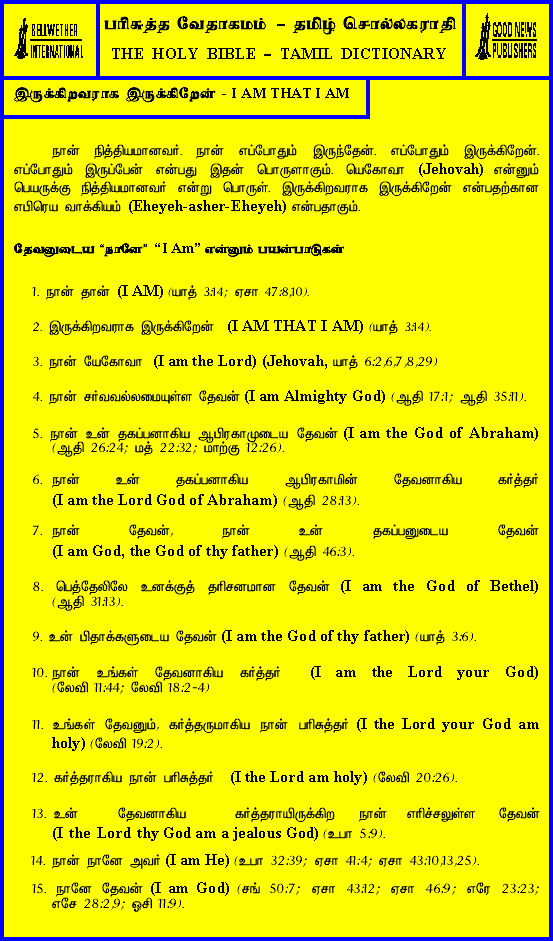 BELLWETHER
INTERNATIONAL
பரிசுத்த வேதாகமம் – தமிழ் சொல்லகராதி
THE HOLY BIBLE – TAMIL DICTIONARY
GOOD NEWS
PUBLISHERS
இருக்கிறவராக இருக்கிறேன் - I AM THAT I AM
நான் நித்தியமானவர். நான் எப்போதும் இருந்தேன். எப்போதும் இருக்கிறேன்.
எப்போதும் இருப்பேன் என்பது இதன் பொருளாகும். யெகோவா (Jehovah) என்னும்
பெயருக்கு நித்தியமானவர் என்று பொருள். இருக்கிறவராக இருக்கிறேன் என்பதற்கான
எபிரெய வாக்கியம் (Eheyeh-asher-Eheyeh) என்பதாகும்.
தேவனுடைய “நானே” “I Am” என்னும் பயன்பாடுகள்
1. நான் தான் (I AM) (யாத் 3:14; ஏசா 47:8,10).
2. இருக்கிறவராக இருக்கிறேன் (I AM THAT I AM) (யாத் 3:14).
3. நான் யேகோவா (I am the Lord) (Jehovah, யாத் 6:2,6,7,8,29)
4. நான் சர்வவல்லமையுள்ள தேவன் (I am Almighty God) (ஆதி 17:1; ஆதி 35:11).
5. நான் உன் தகப்பனாகிய ஆபிரகாமுடைய தேவன் (I am the God of Abraham)
(ஆதி 26:24; மத் 22:32; மாற்கு 12:26).
6. நான் உன் தகப்பனாகிய ஆபிரகாமின் தேவனாகிய கர்த்தர்
(I am the Lord God of Abraham) (ஆதி 28:13).
7. நான் தேவன், நான் உன் தகப்பனுடைய தேவன்
(I am God, the God of thy father) (ஆதி 46:3).
8. பெத்தேலிலே உனக்குத் தரிசனமான தேவன் (I am the God of Bethel)
(ஆதி 31:13).
9. உன் பிதாக்களுடைய தேவன் (I am the God of thy father) (யாத் 3:6).
10. நான் உங்கள் தேவனாகிய கர்த்தர் (I am the Lord your God)
(லேவி 11:44; லேவி 18:2-4)
11. உங்கள் தேவனும், கர்த்தருமாகிய நான் பரிசுத்தர் (I the Lord your God am
holy) (லேவி 19:2).
12. கர்த்தராகிய நான் பரிசுத்தர் (I the Lord am holy) (லேவி 20:26).
13. உன் தேவனாகிய கர்த்தராயிருக்கிற நான் எரிச்சலுள்ள தேவன்
(I the Lord thy God am a jealous God) (உபா 5:9).
14. நான் நானே அவர் (I am He) (உபா 32:39; ஏசா 41:4; ஏசா 43:10,13,25).
15. நானே தேவன் (I am God) (சங் 50:7; ஏசா 43:12; ஏசா 46:9; எரே 23:23;
எசே 28:2,9; ஓசி 11:9).